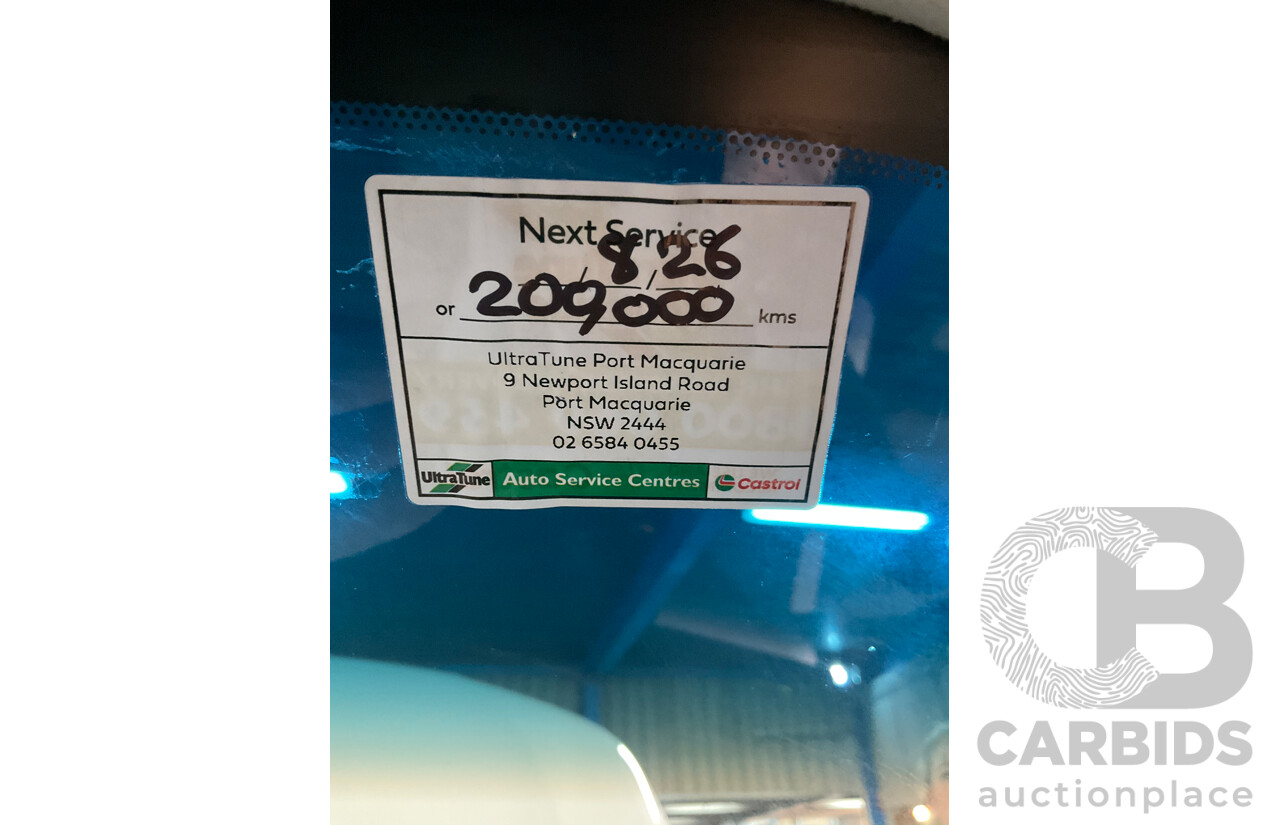 Next Service
/ 8 / 26
or 209,000 kms
UltraTune Port Macquarie
9 Newport Island Road
Port Macquarie
NSW 2444
02 6584 0455
UltraTune Auto Service Centres Castrol
CB
CARBIDS
auctionplace